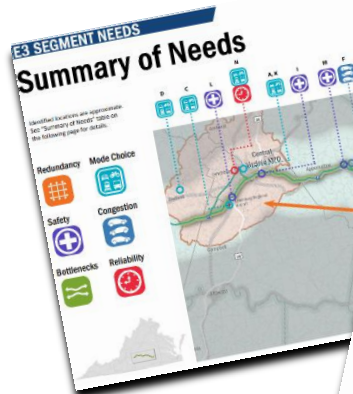 E3 SEGMENT NEEDS
Summary of Needs
Identified locations are approximate.
See "Summary of Needs" table on
the following page for details.
D
C
L
N
A,K
I
M
F
Redundancy
Mode Choice
Safety
Congestion
Bottlenecks
Reliability
Central